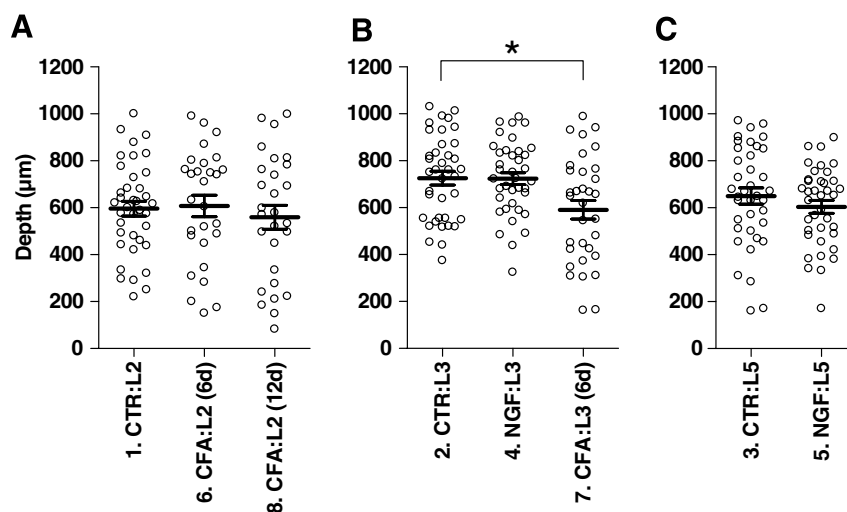 A
B
C
*
Depth (µm)
1200
1000
800
600
400
200
0
1. CTR:L2
6. CFA:L2 (6d)
8. CFA:L2 (12d)
1200
1000
800
600
400
200
0
2. CTR:L3
4. NGF:L3
7. CFA:L3 (6d)
1200
1000
800
600
400
200
0
3. CTR:L5
5. NGF:L5